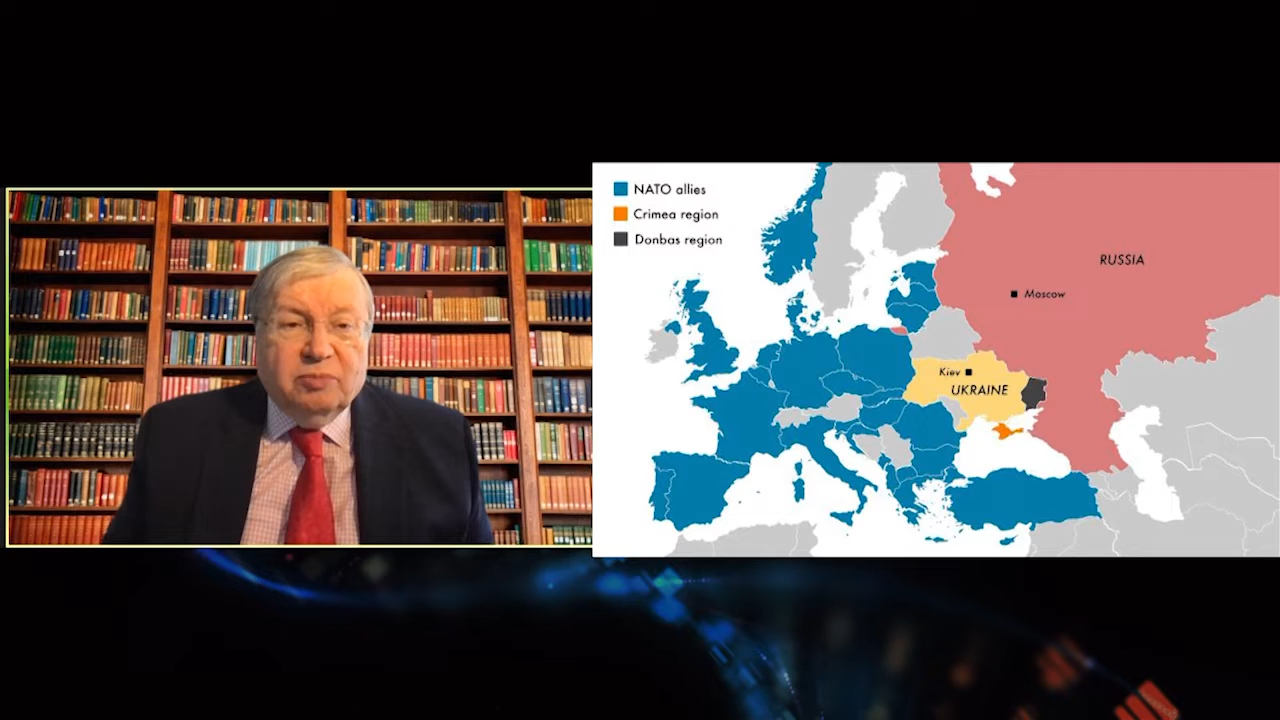 NATO allies
Crimea region
Donbas region
RUSSIA
Moscow
Kiev
UKRAINE